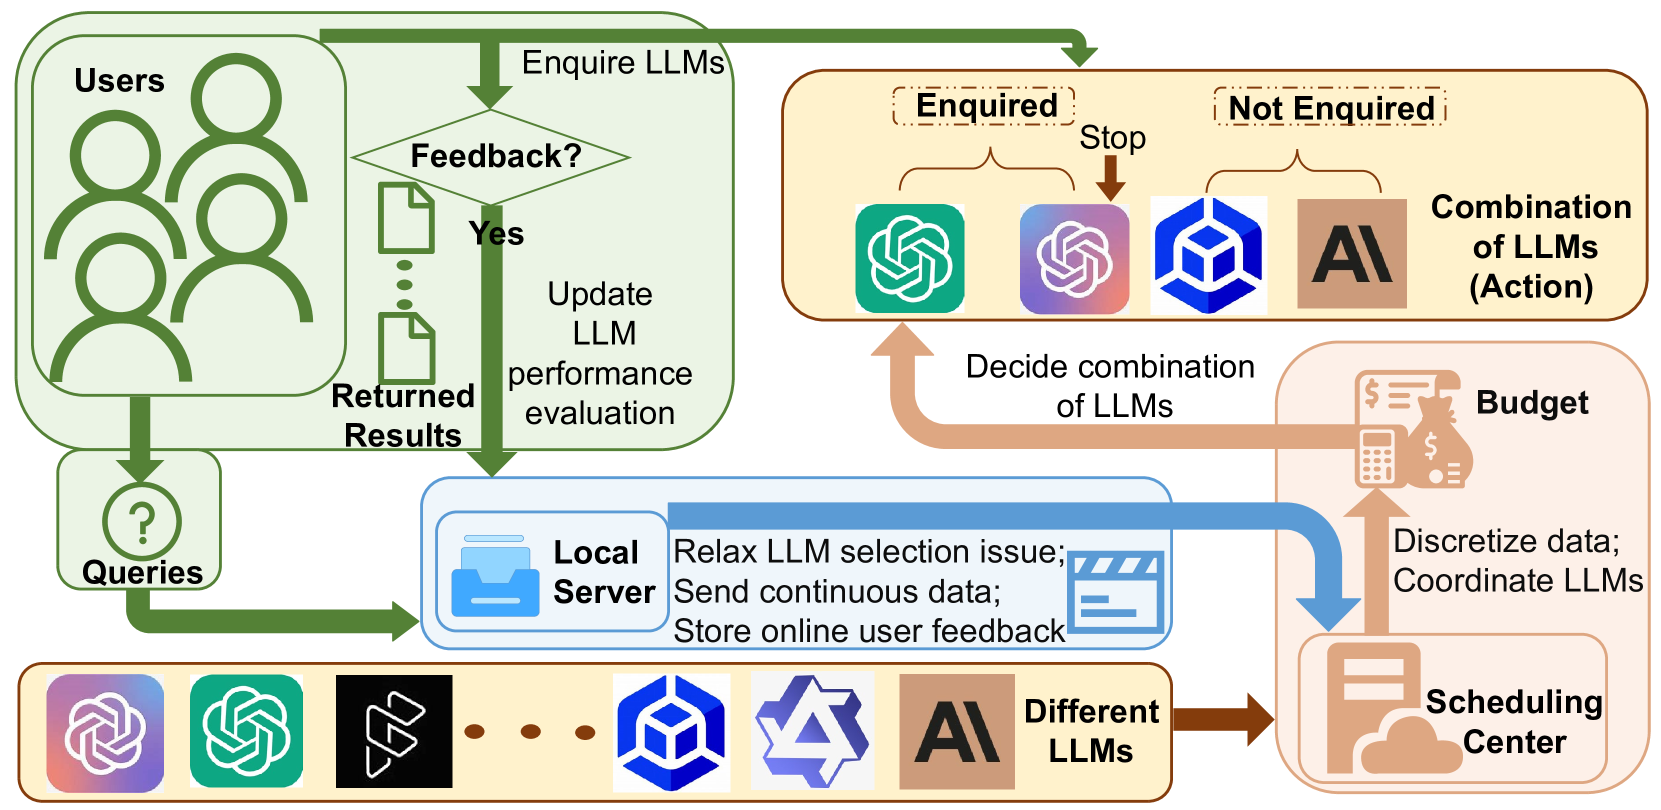 Users
Enquire LLMs
Feedback?
Yes
Update
LLM
performance
evaluation
Returned
Results
?
Queries
Enquired
Not Enquired
Stop
Combination
of LLMs
(Action)
Decide combination
of LLMs
$
$
Budget
Discretize data;
Coordinate LLMs
Local
Server
Relax LLM selection issue;
Send continuous data;
Store online user feedback
Scheduling
Center
Different
LLMs